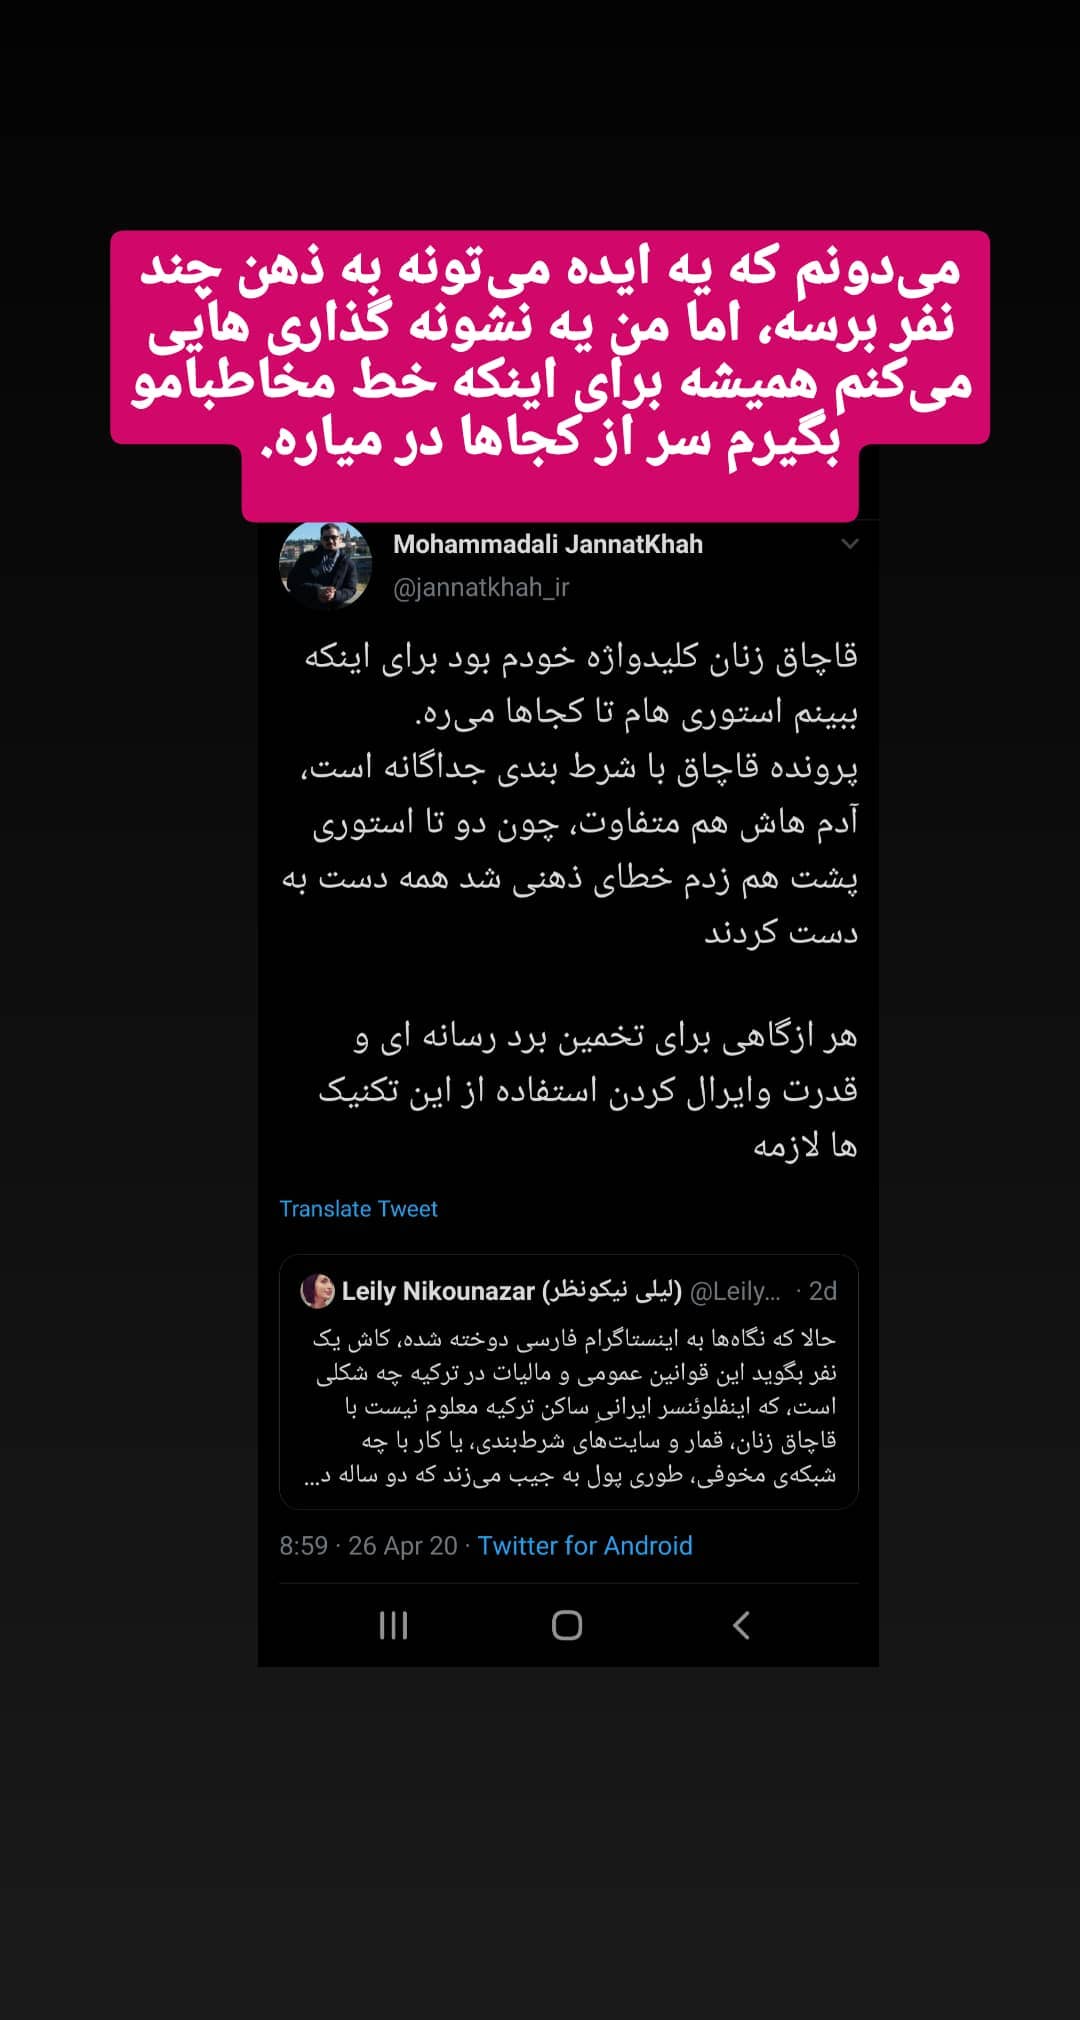 می‌دونم که یه ایده می‌تونه به ذهن چند
نفر برسه، اما من یه نشونه گذاری هایی
می‌کنم همیشه برای اینکه خط مخاطبامو
بگیرم سر از کجاها در میاره.
Mohammadali JannatKhah
@jannatkhah_ir
قاچاق زنان کلیدواژه خودم بود برای اینکه
ببینم استوری هام تا کجاها می‌ره.
پرونده قاچاق با شرط بندی جداگانه است،
آدم هاش هم متفاوت، چون دو تا استوری
پشت هم زدم خطای ذهنی شد همه دست به
دست کردند
هر ازگاهی برای تخمین برد رسانه ای و
قدرت وایرال کردن استفاده از این تکنیک
ها لازمه
Translate Tweet
Leily Nikounazar (لیلی نیکونظر) @Leily... · 2d
حالا که نگاه‌ها به اینستاگرام فارسی دوخته شده، کاش یک
نفر بگوید این قوانین عمومی و مالیات در ترکیه چه شکلی
است، که اینفلوئنسر ایرانیِ ساکن ترکیه معلوم نیست با
قاچاق زنان، قمار و سایت‌های شرط‌بندی، یا کار با چه
شبکه‌ی مخوفی، طوری پول به جیب می‌زند که دو ساله د...
8:59 · 26 Apr 20 · Twitter for Android